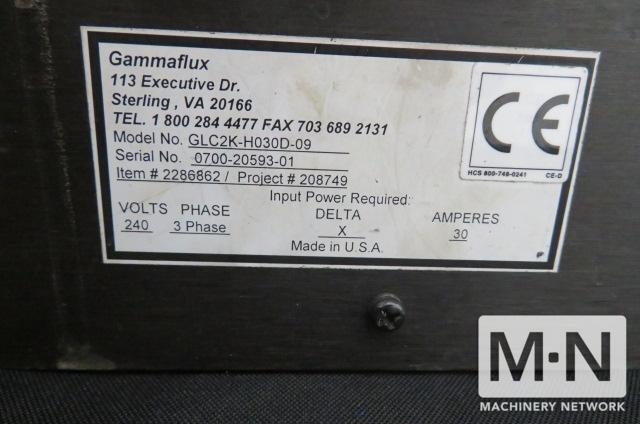 Gammaflux
113 Executive Dr.
Sterling , VA 20166
TEL. 1 800 284 4477 FAX 703 689 2131
Model No. GLC2K-H030D-09
Serial No. 0700-20593-01
Item # 2286862 / Project # 208749
Input Power Required:
VOLTS PHASE DELTA AMPERES
240 3 Phase X 30
Made in U.S.A.
CE
HCS 800-748-0241 CE-D
M·N
MACHINERY NETWORK